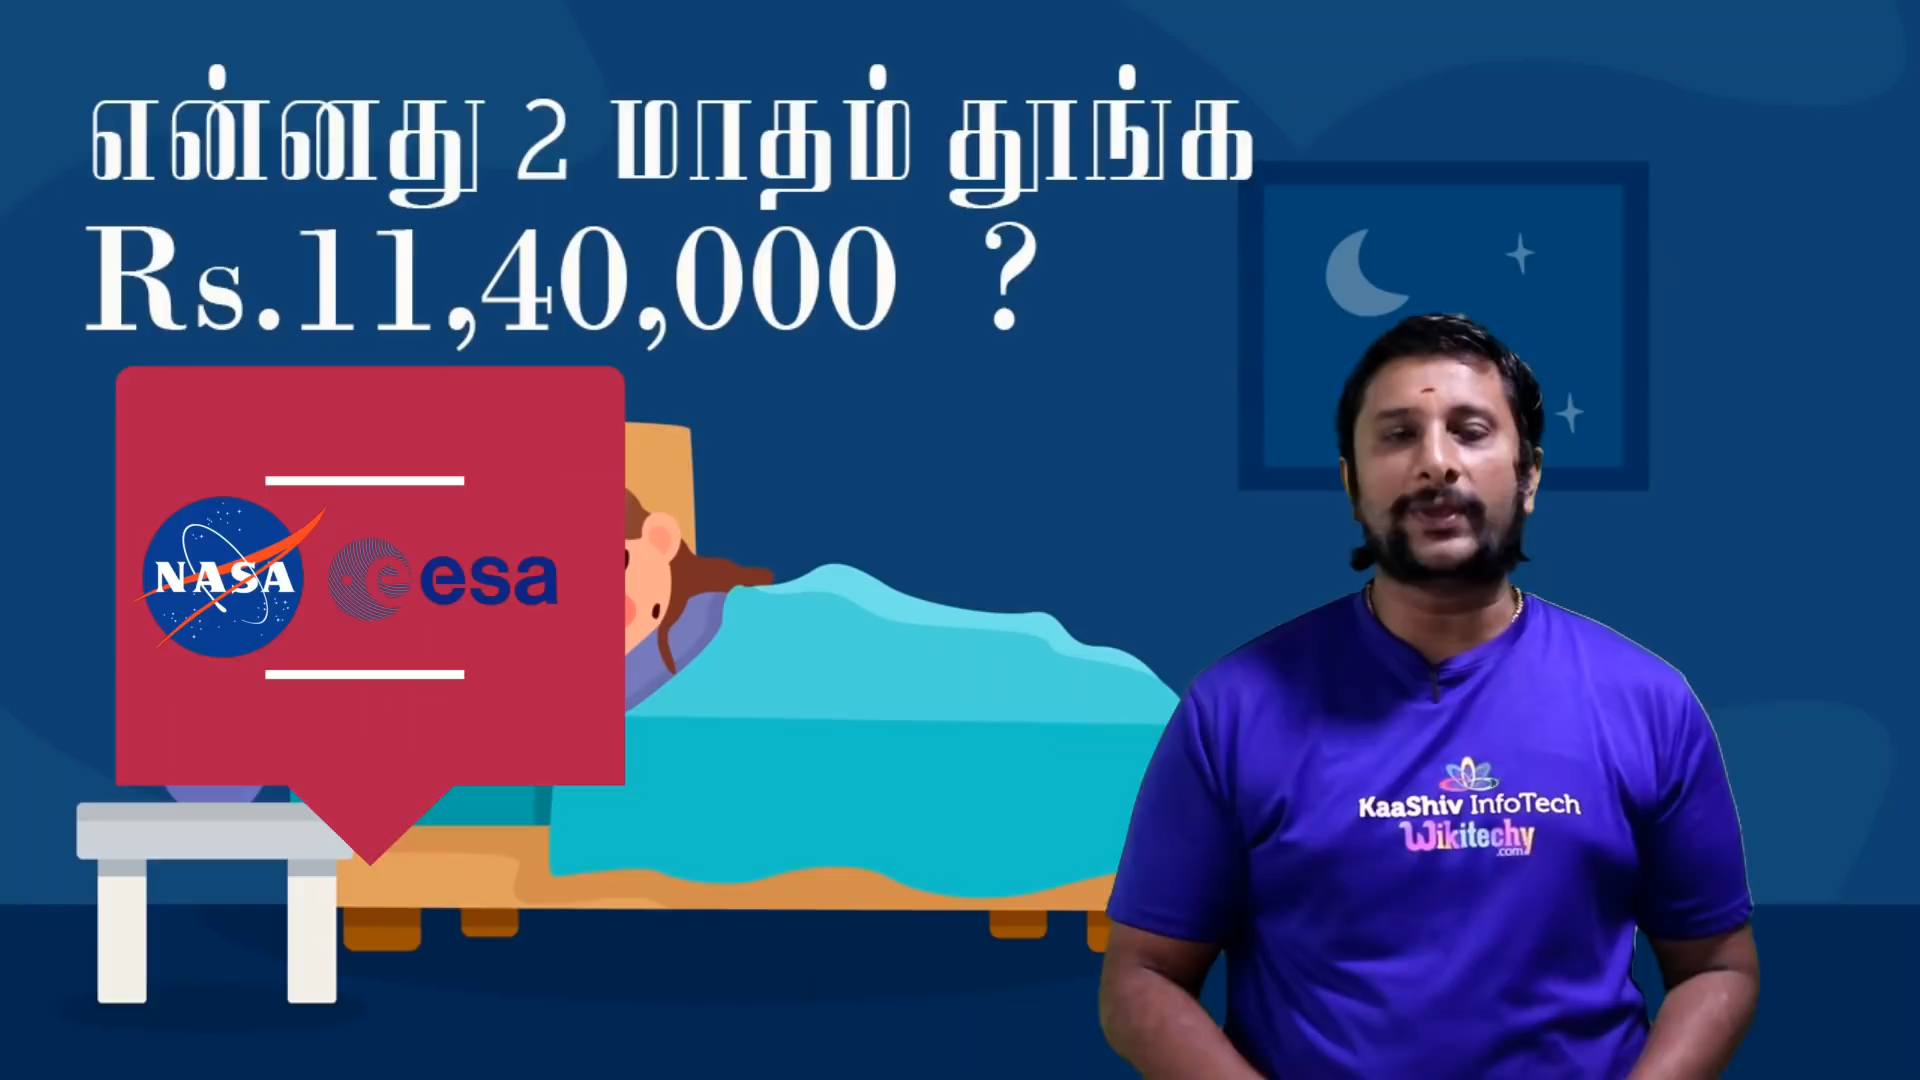 என்னது 2 மாதம் தூங்க
Rs.11,40,000 ?
NASA
esa
KaaShiv InfoTech
Wikitechy
.com